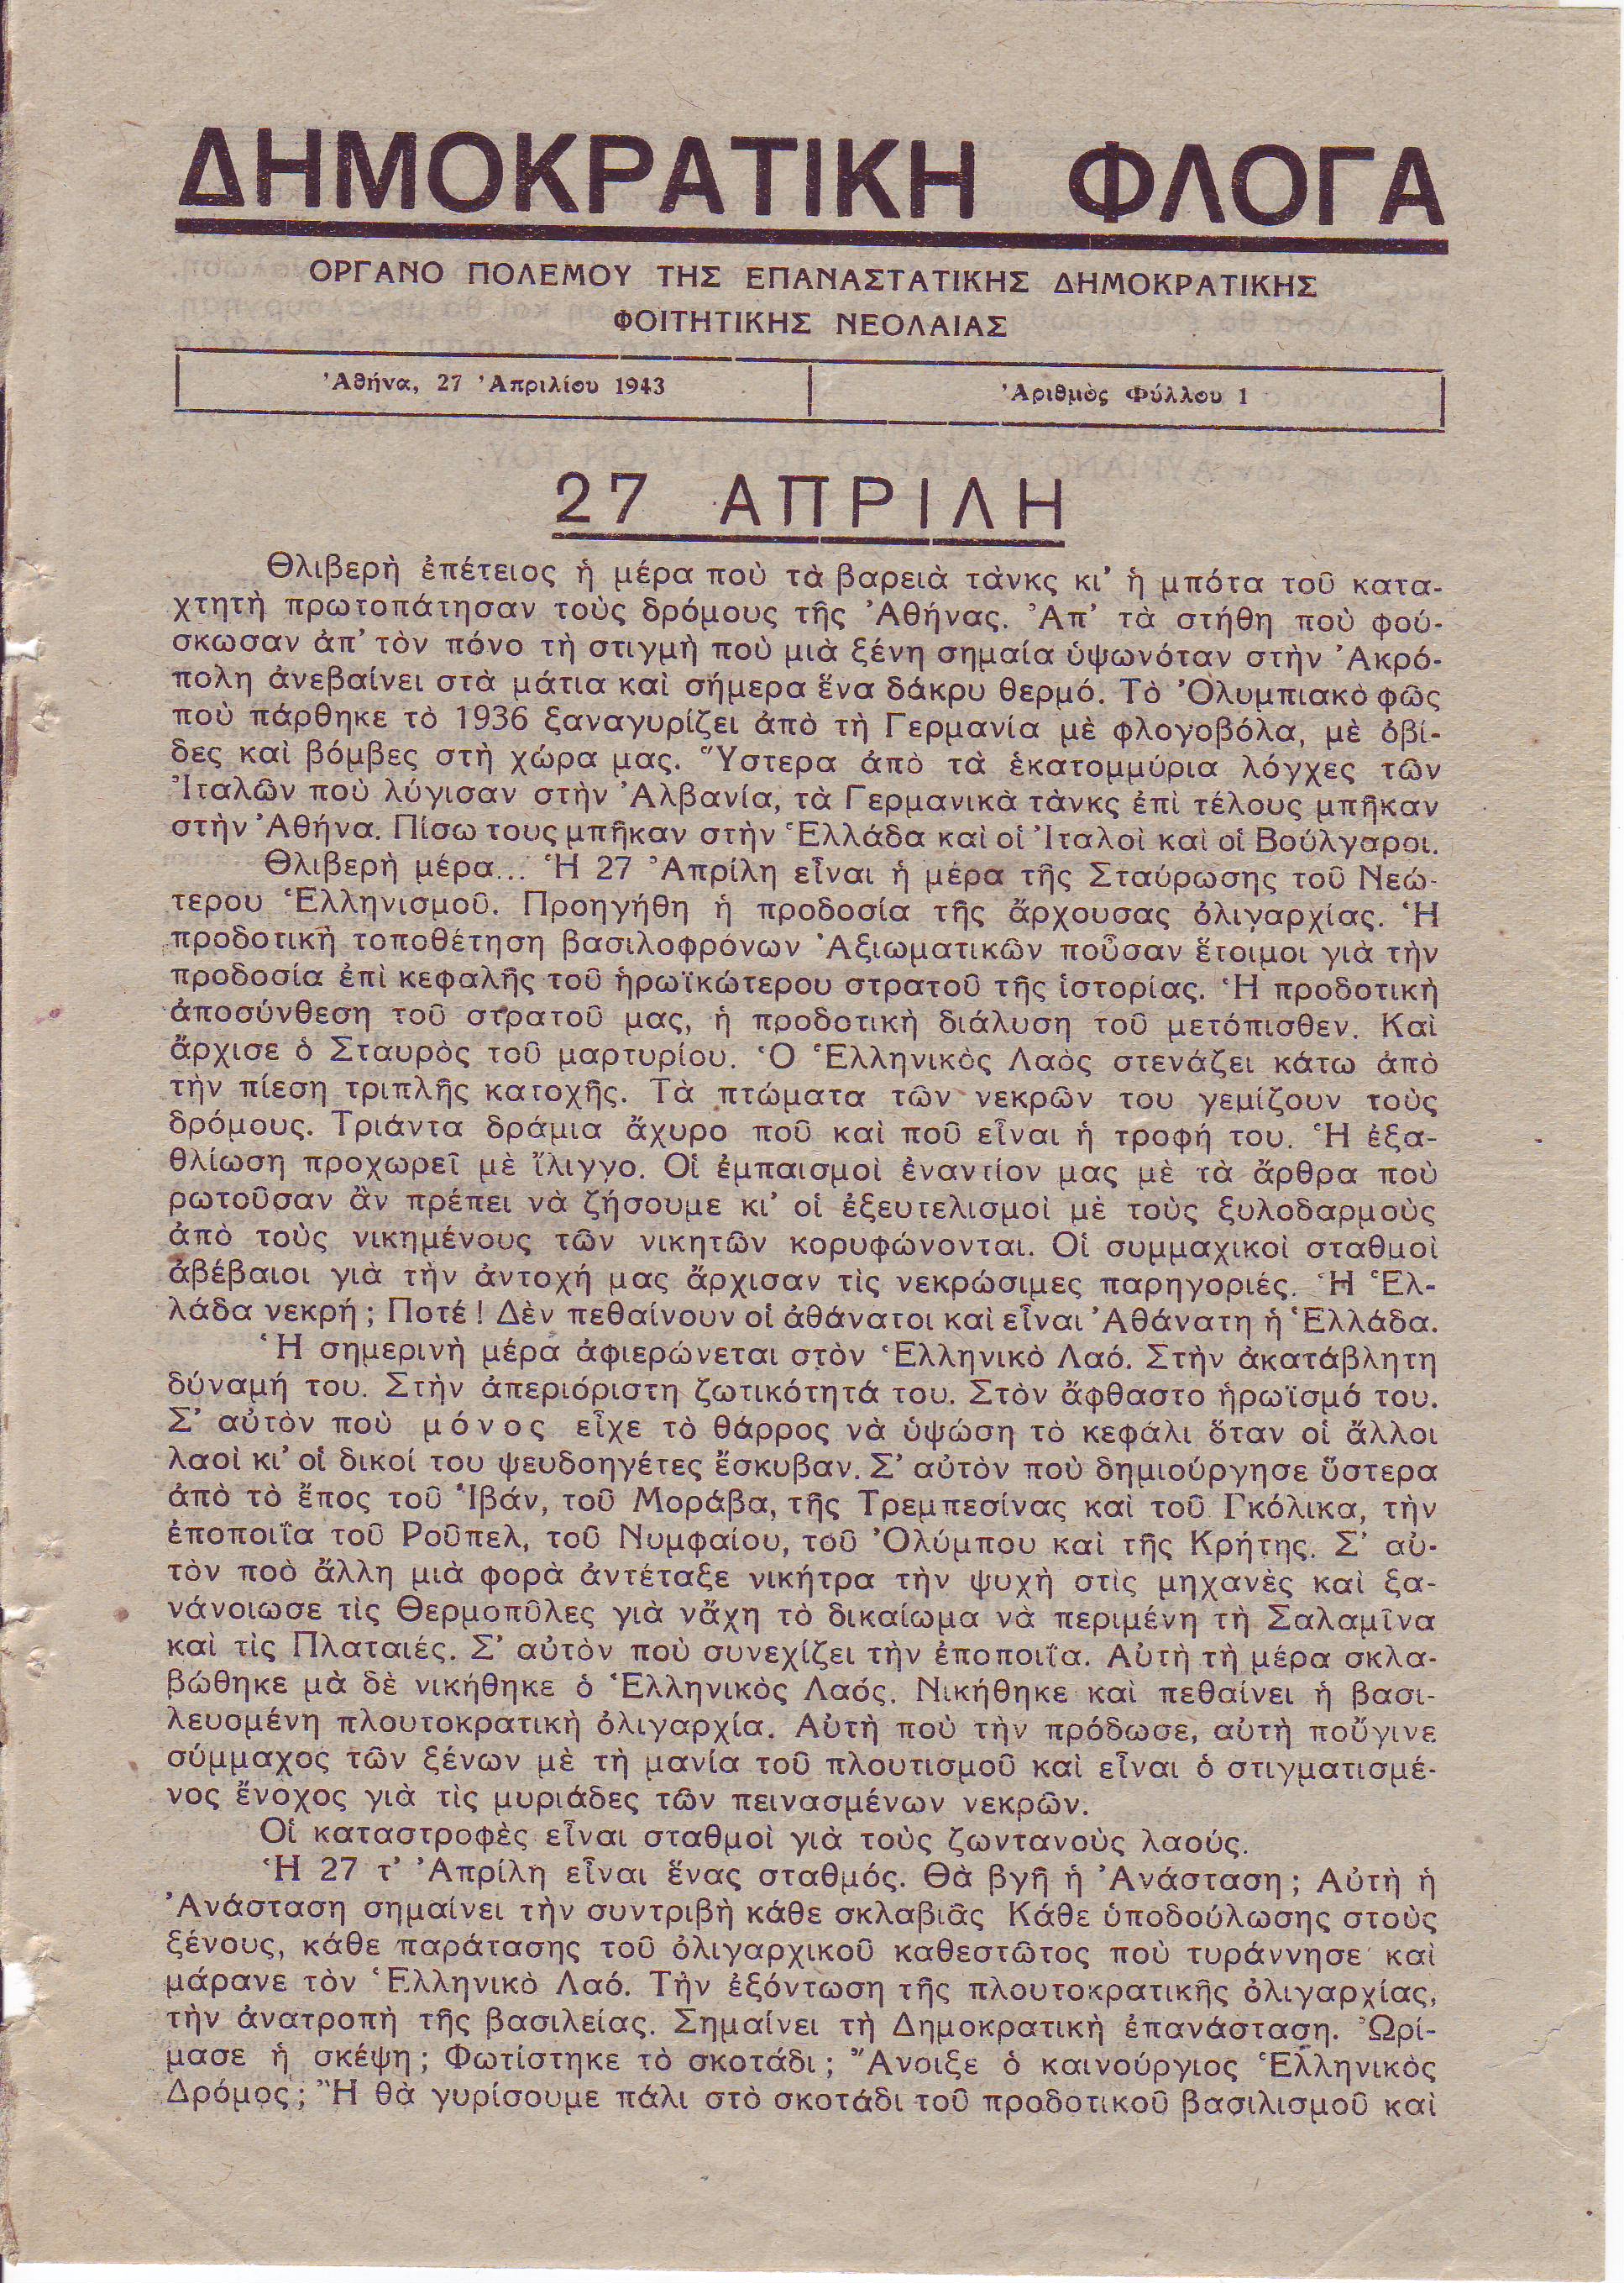 ΔΗΜΟΚΡΑΤΙΚΗ ΦΛΟΓΑ
ΟΡΓΑΝΟ ΠΟΛΕΜΟΥ ΤΗΣ ΕΠΑΝΑΣΤΑΤΙΚΗΣ ΔΗΜΟΚΡΑΤΙΚΗΣ
ΦΟΙΤΗΤΙΚΗΣ ΝΕΟΛΑΙΑΣ
Ἀθήνα, 27 Ἀπριλίου 1943
Ἀριθμὸς Φύλλου 1
27 ΑΠΡΙΛΗ
Θλιβερὴ ἐπέτειος ἡ μέρα ποὺ τὰ βαρειὰ τὰνκς κι' ἡ μπότα τοῦ κατα-
χτητὴ πρωτοπάτησαν τοὺς δρόμους τῆς Ἀθήνας. Ἀπ' τὰ στήθη ποὺ φού-
σκωσαν ἀπ' τὸν πόνο τὴ στιγμὴ ποὺ μιὰ ξένη σημαία ὑψωνόταν στὴν Ἀκρό-
πολη ἀνεβαίνει στὰ μάτια καὶ σήμερα ἕνα δάκρυ θερμό. Τὸ Ὀλυμπιακὸ φῶς
ποὺ πάρθηκε τὸ 1936 ξαναγυρίζει ἀπὸ τὴ Γερμανία μὲ φλογοβόλα, μὲ ὀβί-
δες καὶ βόμβες στὴ χώρα μας. Ὕστερα ἀπὸ τὰ ἑκατομμύρια λόγχες τῶν
Ἰταλῶν ποὺ λύγισαν στὴν Ἀλβανία, τὰ Γερμανικὰ τὰνκς ἐπὶ τέλους μπῆκαν
στὴν Ἀθήνα. Πίσω τους μπῆκαν στὴν Ἑλλάδα καὶ οἱ Ἰταλοὶ καὶ οἱ Βούλγαροι.
Θλιβερὴ μέρα... Ἡ 27 Ἀπρίλη εἶναι ἡ μέρα τῆς Σταύρωσης τοῦ Νεώ-
τερου Ἑλληνισμοῦ. Προηγήθη ἡ προδοσία τῆς ἄρχουσας ὀλιγαρχίας. Ἡ
προδοτικὴ τοποθέτηση βασιλοφρόνων Ἀξιωματικῶν ποὖσαν ἕτοιμοι γιὰ τὴν
προδοσία ἐπὶ κεφαλῆς τοῦ ἡρωϊκώτερου στρατοῦ τῆς ἱστορίας. Ἡ προδοτικὴ
ἀποσύνθεση τοῦ στρατοῦ μας, ἡ προδοτικὴ διάλυση τοῦ μετόπισθεν. Καὶ
ἄρχισε ὁ Σταυρὸς τοῦ μαρτυρίου. Ὁ Ἑλληνικὸς Λαὸς στενάζει κάτω ἀπὸ
τὴν πίεση τριπλῆς κατοχῆς. Τὰ πτώματα τῶν νεκρῶν του γεμίζουν τοὺς
δρόμους. Τριάντα δράμια ἄχυρο ποῦ καὶ ποῦ εἶναι ἡ τροφή του. Ἡ ἐξα-
θλίωση προχωρεῖ μὲ ἴλιγγο. Οἱ ἐμπαισμοὶ ἐναντίον μας μὲ τὰ ἄρθρα ποὺ
ρωτοῦσαν ἂν πρέπει νὰ ζήσουμε κι' οἱ ἐξευτελισμοὶ μὲ τοὺς ξυλοδαρμοὺς
ἀπὸ τοὺς νικημένους τῶν νικητῶν κορυφώνονται. Οἱ συμμαχικοὶ σταθμοὶ
ἀβέβαιοι γιὰ τὴν ἀντοχή μας ἄρχισαν τὶς νεκρώσιμες παρηγοριές. Ἡ Ἑλ-
λάδα νεκρή ; Ποτέ ! Δὲν πεθαίνουν οἱ ἀθάνατοι καὶ εἶναι Ἀθάνατη ἡ Ἑλλάδα.
Ἡ σημερινὴ μέρα ἀφιερώνεται στὸν Ἑλληνικὸ Λαό. Στὴν ἀκατάβλητη
δύναμή του. Στὴν ἀπεριόριστη ζωτικότητά του. Στὸν ἄφθαστο ἡρωϊσμό του.
Σ' αὐτὸν ποὺ μόνος εἶχε τὸ θάρρος νὰ ὑψώση τὸ κεφάλι ὅταν οἱ ἄλλοι
λαοὶ κι' οἱ δικοί του ψευδοηγέτες ἔσκυβαν. Σ' αὐτὸν ποὺ δημιούργησε ὕστερα
ἀπὸ τὸ ἔπος τοῦ Ἰβάν, τοῦ Μοράβα, τῆς Τρεμπεσίνας καὶ τοῦ Γκόλικα, τὴν
ἐποποιΐα τοῦ Ροῦπελ, τοῦ Νυμφαίου, τοῦ Ὀλύμπου καὶ τῆς Κρήτης. Σ' αὐ-
τὸν ποὸ ἄλλη μιὰ φορὰ ἀντέταξε νικήτρα τὴν ψυχὴ στὶς μηχανὲς καὶ ξα-
νάνοιωσε τὶς Θερμοπῦλες γιὰ νἄχη τὸ δικαίωμα νὰ περιμένη τὴ Σαλαμῖνα
καὶ τὶς Πλαταιές. Σ' αὐτὸν ποὺ συνεχίζει τὴν ἐποποιΐα. Αὐτὴ τὴ μέρα σκλα-
βώθηκε μὰ δὲ νικήθηκε ὁ Ἑλληνικὸς Λαός. Νικήθηκε καὶ πεθαίνει ἡ βασι-
λευομένη πλουτοκρατικὴ ὀλιγαρχία. Αὐτὴ ποὺ τὴν πρόδωσε, αὐτὴ ποὔγινε
σύμμαχος τῶν ξένων μὲ τὴ μανία τοῦ πλουτισμοῦ καὶ εἶναι ὁ στιγματισμέ-
νος ἔνοχος γιὰ τὶς μυριάδες τῶν πεινασμένων νεκρῶν.
Οἱ καταστροφὲς εἶναι σταθμοὶ γιὰ τοὺς ζωντανοὺς λαούς.
Ἡ 27 τ' Ἀπρίλη εἶναι ἕνας σταθμός. Θὰ βγῆ ἡ Ἀνάσταση ; Αὐτὴ ἡ
Ἀνάσταση σημαίνει τὴν συντριβὴ κάθε σκλαβιᾶς Κάθε ὑποδούλωσης στοὺς
ξένους, κάθε παράτασης τοῦ ὀλιγαρχικοῦ καθεστῶτος ποὺ τυράννησε καὶ
μάρανε τὸν Ἑλληνικὸ Λαό. Τὴν ἐξόντωση τῆς πλουτοκρατικῆς ὀλιγαρχίας,
τὴν ἀνατροπὴ τῆς βασιλείας. Σημαίνει τὴ Δημοκρατικὴ ἐπανάσταση. Ὡρί-
μασε ἡ σκέψη ; Φωτίστηκε τὸ σκοτάδι ; Ἄνοιξε ὁ καινούργιος Ἑλληνικὸς
Δρόμος ; Ἢ θὰ γυρίσουμε πάλι στὸ σκοτάδι τοῦ προδοτικοῦ βασιλισμοῦ καὶ